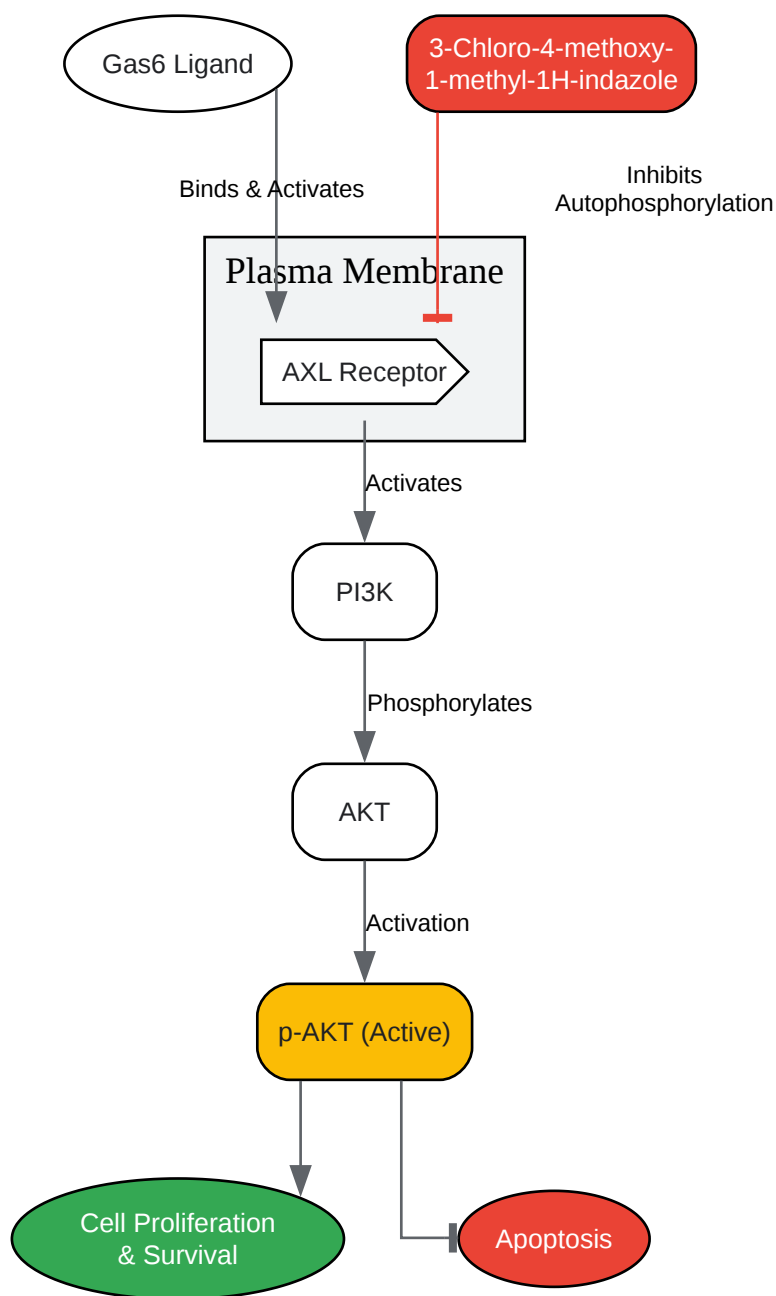 Gas6 Ligand
3-Chloro-4-methoxy-
1-methyl-1H-indazole
Binds & Activates
Inhibits
Autophosphorylation
Plasma Membrane
AXL Receptor
Activates
PI3K
Phosphorylates
AKT
Activation
p-AKT (Active)
Cell Proliferation
& Survival
Apoptosis